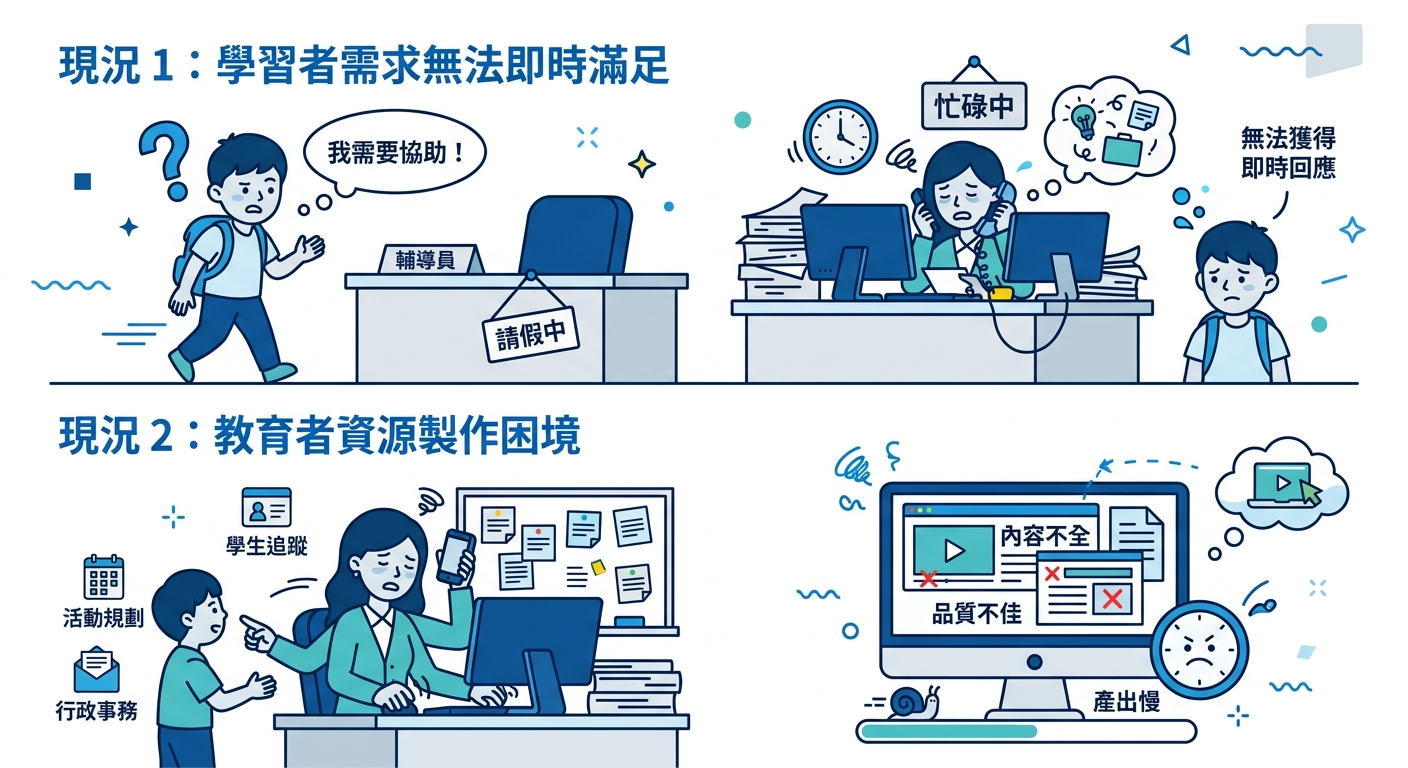 現況 1：學習者需求無法即時滿足
我需要協助！
輔導員
請假中
忙碌中
無法獲得
即時回應
現況 2：教育者資源製作困境
學生追蹤
活動規劃
行政事務
內容不全
品質不佳
產出慢